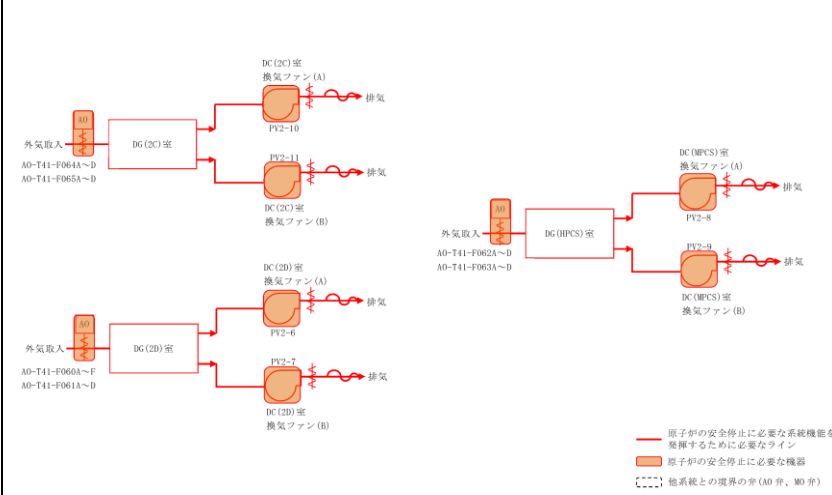 DC(2C)室
換気ファン(A)
排気
PV2-10
AO
外気取入
DG(2C)室
AO-T41-F064A～D
AO-T41-F065A～D
PV2-11
排気
DC(2C)室
換気ファン(B)
DC(2D)室
換気ファン(A)
排気
PV2-6
AO
外気取入
DG(2D)室
AO-T41-F060A～F
AO-T41-F061A～D
PV2-7
排気
DC(2D)室
換気ファン(B)
DC(MPCS)室
換気ファン(A)
排気
PV2-8
AO
外気取入
DG(HPCS)室
AO-T41-F062A～D
AO-T41-F063A～D
PV2-9
排気
DC(MPCS)室
換気ファン(B)
原子炉の安全停止に必要な系統機能を
発揮するために必要なライン
原子炉の安全停止に必要な機器
他系統との境界の弁(AO 弁、MO 弁)